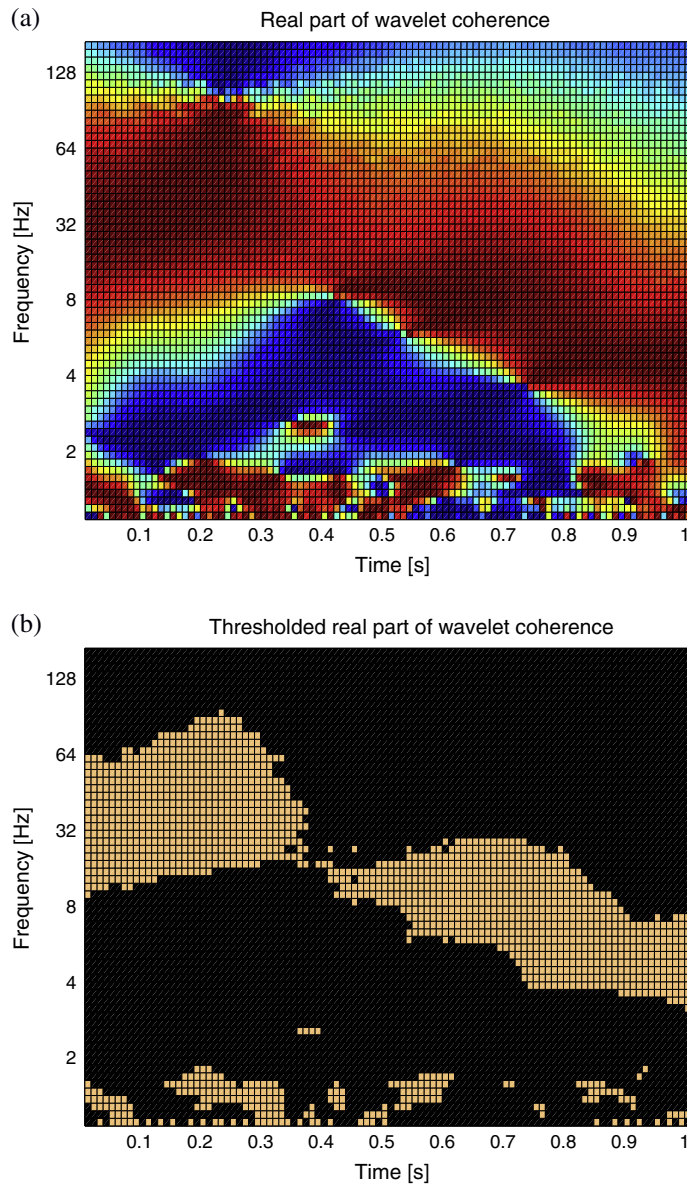 (a)
Real part of wavelet coherence
Frequency [Hz]
128
64
32
8
4
2
0.1 0.2 0.3 0.4 0.5 0.6 0.7 0.8 0.9 1
Time [s]
(b)
Thresholded real part of wavelet coherence
Frequency [Hz]
128
64
32
8
4
2
0.1 0.2 0.3 0.4 0.5 0.6 0.7 0.8 0.9 1
Time [s]